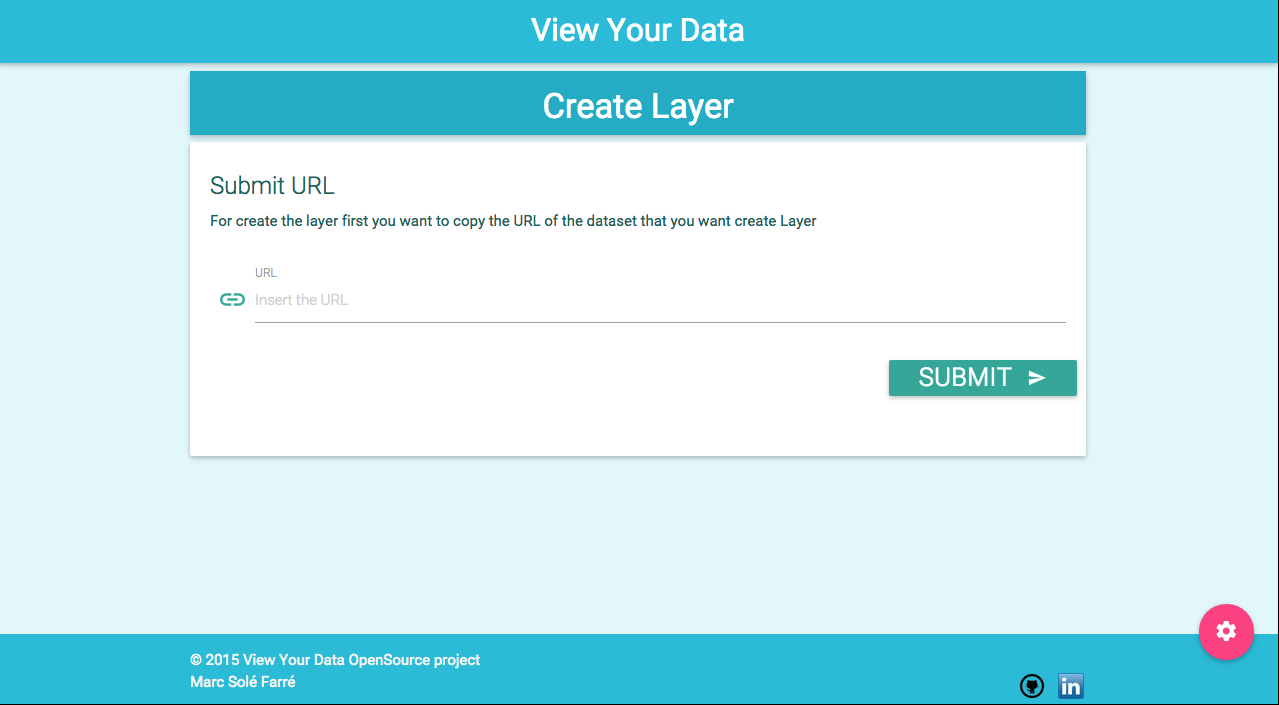 View Your Data
Create Layer
Submit URL
For create the layer first you want to copy the URL of the dataset that you want create Layer
URL
Insert the URL
SUBMIT
© 2015 View Your Data OpenSource project
Marc Solé Farré
in